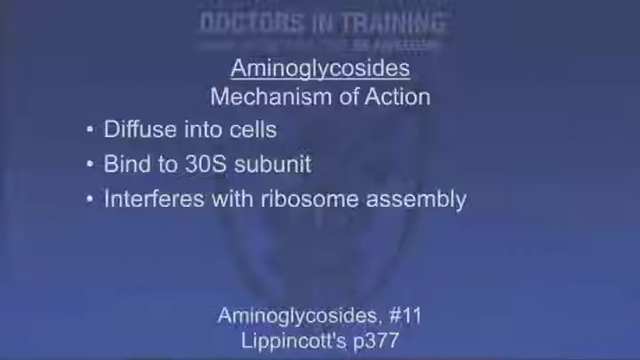 DOCTORS IN TRAINING
Aminoglycosides
Mechanism of Action
• Diffuse into cells
• Bind to 30S subunit
• Interferes with ribosome assembly
Aminoglycosides, #11
Lippincott's p377